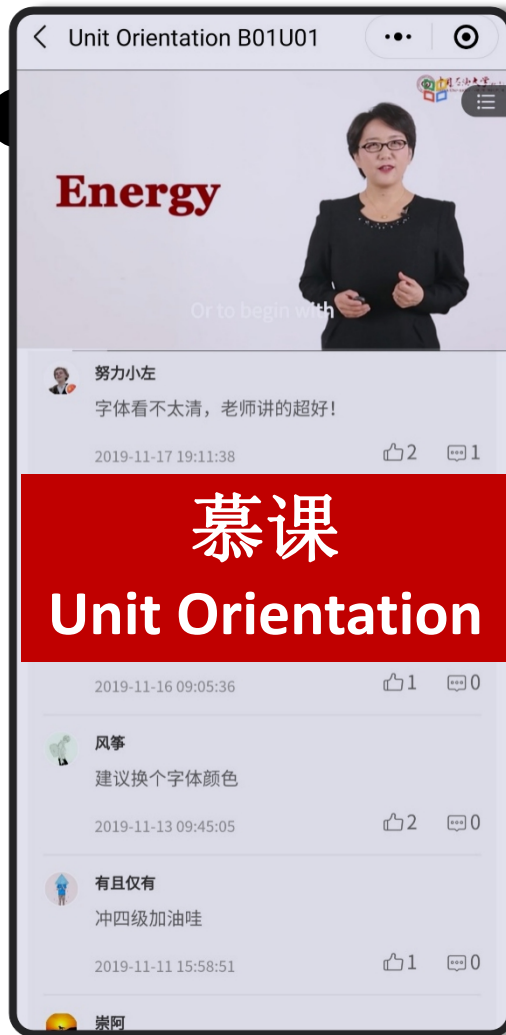 Unit Orientation B01U01
Energy
Or to begin with
努力小左
字体看不太清，老师讲的超好！
2019-11-17 19:11:38
2
1
慕课
Unit Orientation
2019-11-16 09:05:36
1
0
风筝
建议换个字体颜色
2019-11-13 09:45:05
2
0
有且仅有
冲四级加油哇
2019-11-11 15:58:51
1
0
崇阿